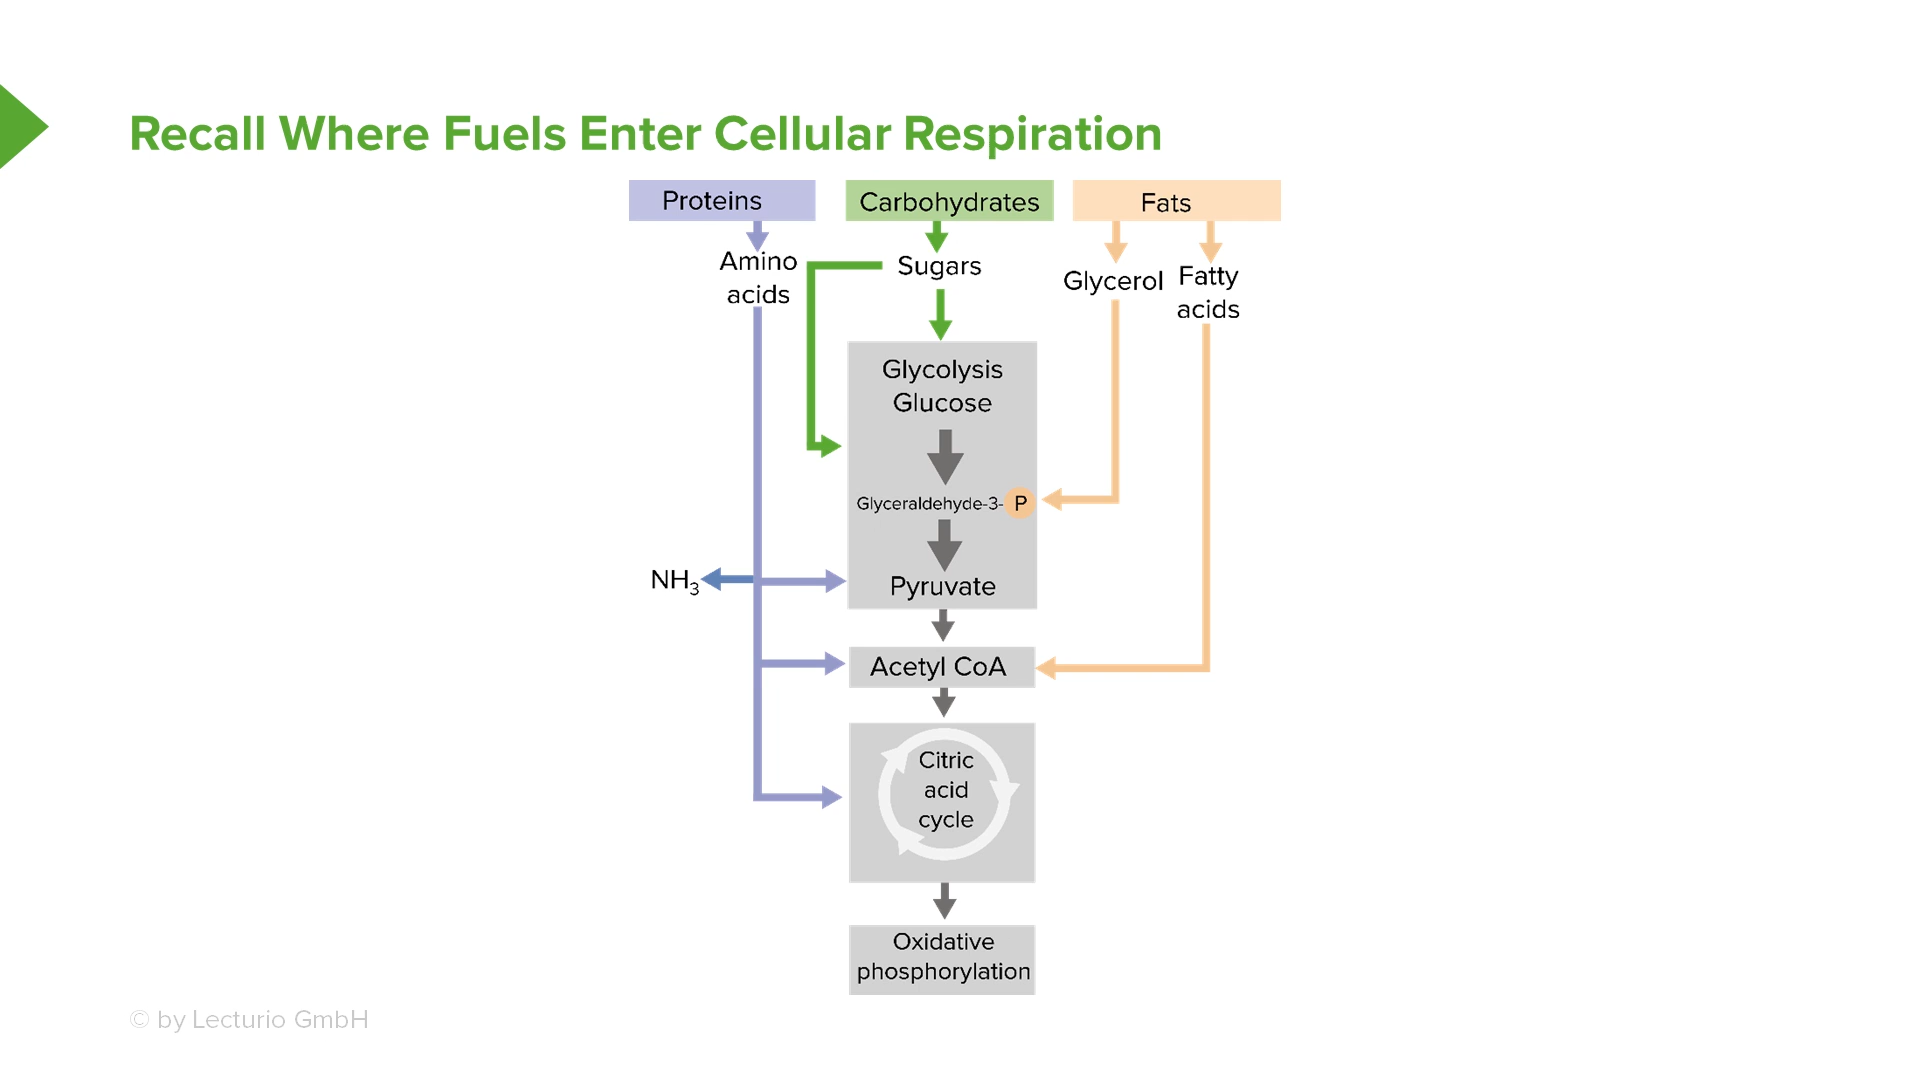 Recall Where Fuels Enter Cellular Respiration
Proteins
Carbohydrates
Fats
Amino
acids
Sugars
Glycerol
Fatty
acids
Glycolysis
Glucose
Glyceraldehyde-3-
P
NH₃
Pyruvate
Acetyl CoA
Citric
acid
cycle
Oxidative
phosphorylation
© by Lecturio GmbH